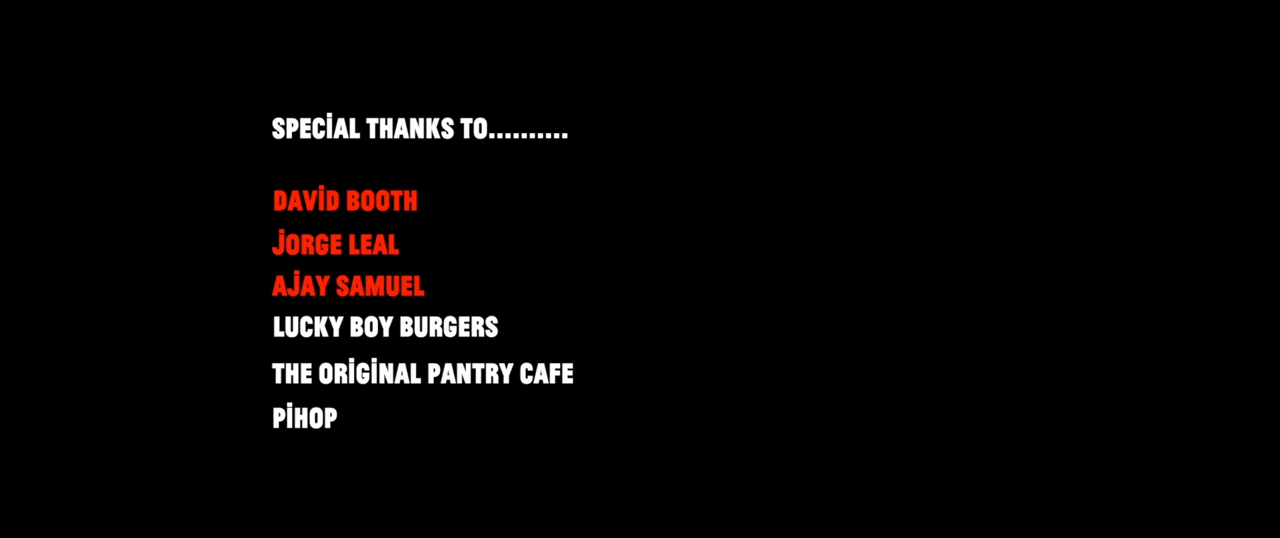 SPECiAL THANKS TO..........
DAViD BOOTH
jORGE LEAL
AjAY SAMUEL
LUCKY BOY BURGERS
THE ORiGiNAL PANTRY CAFE
PiHOP